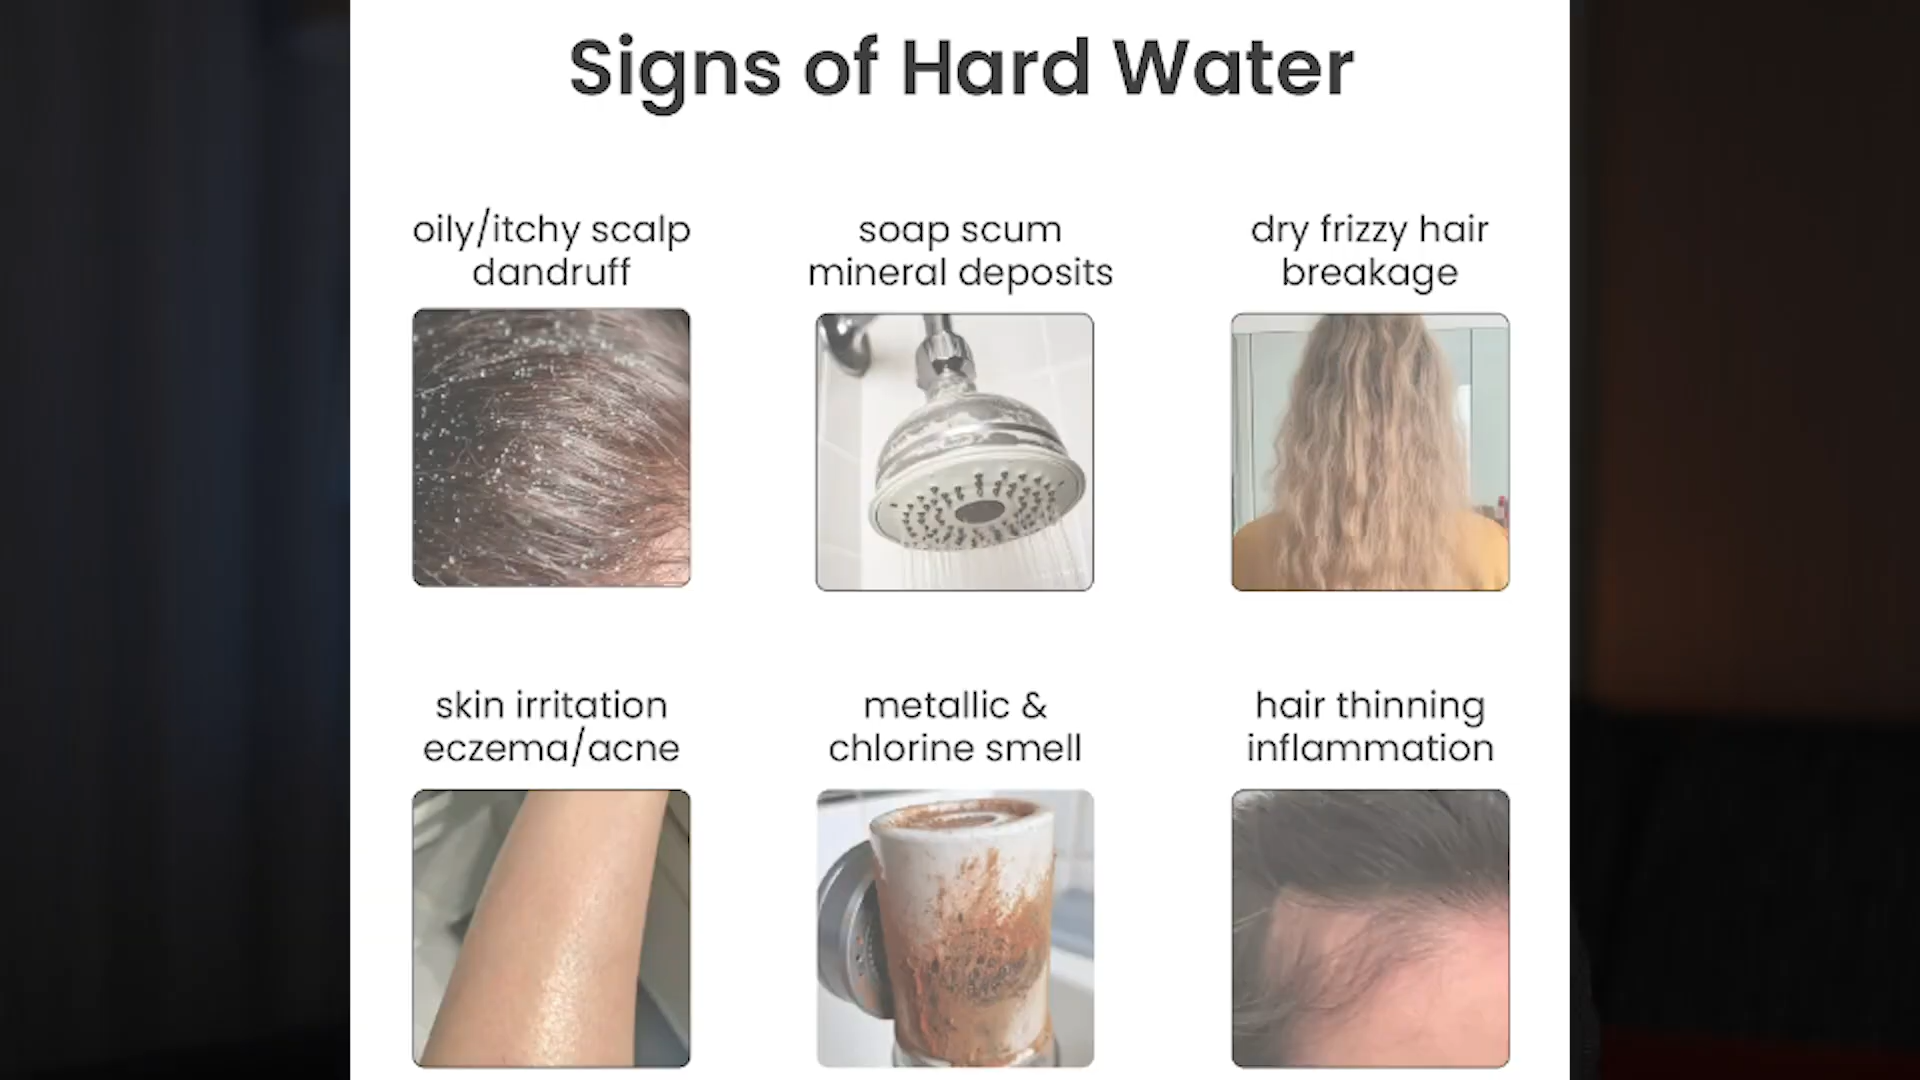 Signs of Hard Water
oily/itchy scalp
dandruff
soap scum
mineral deposits
dry frizzy hair
breakage
skin irritation
eczema/acne
metallic &
chlorine smell
hair thinning
inflammation